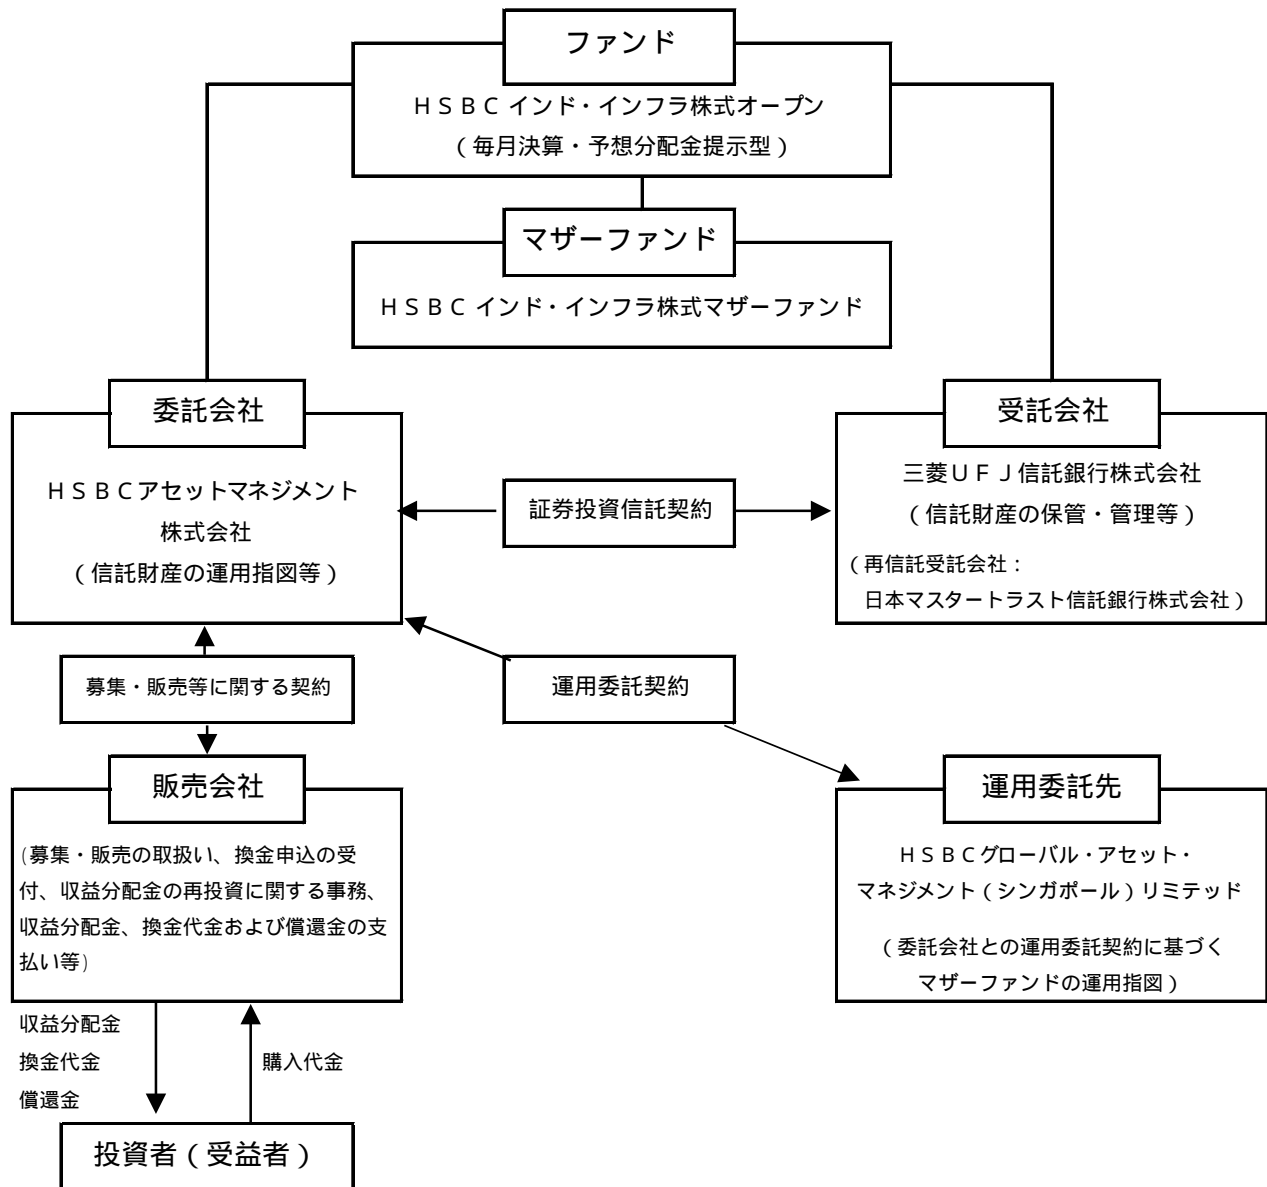 ファンド
HSBC インド・インフラ株式オープン
(毎月決算・予想分配金提示型)
マザーファンド
HSBC インド・インフラ株式マザーファンド
委託会社
HSBCアセットマネジメント
株式会社
(信託財産の運用指図等)
証券投資信託契約
受託会社
三菱UFJ信託銀行株式会社
(信託財産の保管・管理等)
(再信託受託会社:
日本マスタートラスト信託銀行株式会社)
募集・販売等に関する契約
運用委託契約
販売会社
(募集・販売の取扱い、換金申込の受
付、収益分配金の再投資に関する事務、
収益分配金、換金代金および償還金の支
払い等)
運用委託先
HSBCグローバル・アセット・
マネジメント(シンガポール)リミテッド
(委託会社との運用委託契約に基づく
マザーファンドの運用指図)
収益分配金
換金代金
償還金
購入代金
投資者(受益者)